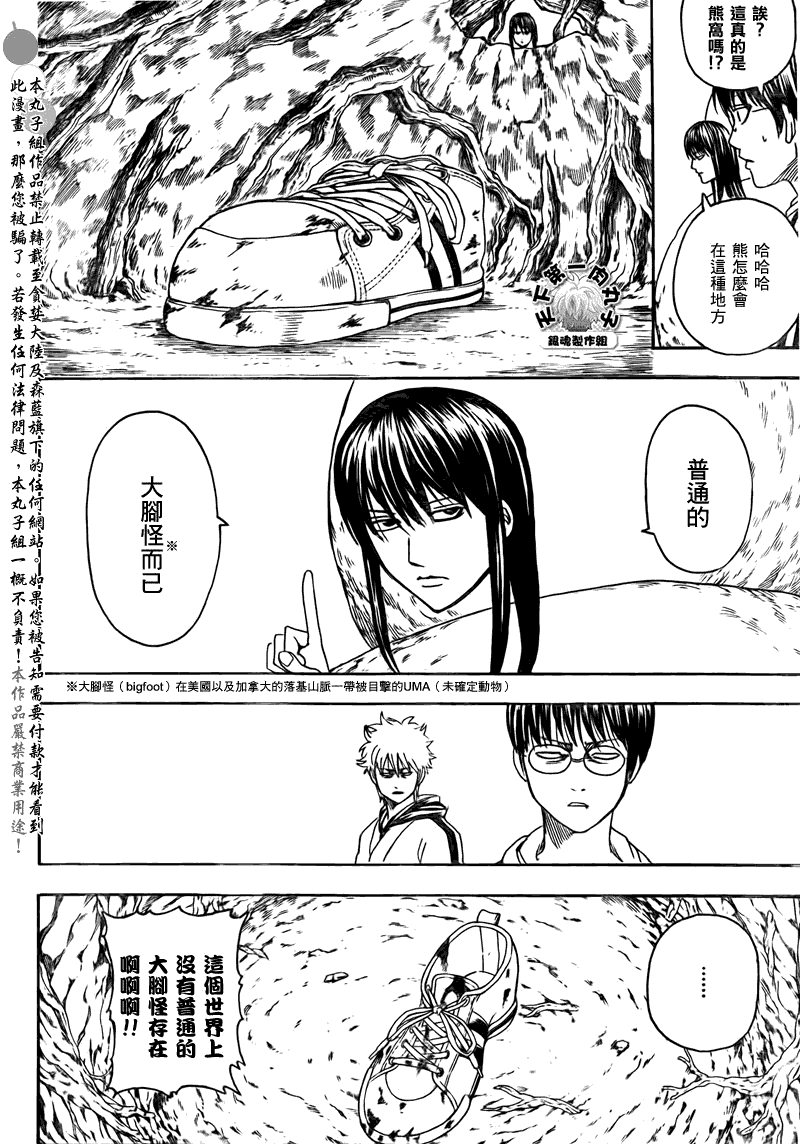 誒?
這真的是
熊窩嗎!?
哈哈哈
熊怎麼會
在這種地方
天下第一肉丸子
銀魂製作組
普通的
大腳怪而已
※
※大腳怪（bigfoot）在美國以及加拿大的落基山脈一帶被目擊的UMA（未確定動物）
……
這個世界上
沒有普通的
大腳怪存在
啊啊啊!!
本丸子組作品禁止轉載至貪婪大陸及森藍旗下的任何網站。如果您被告知需要付款才能看到
此漫畫，那麼您被騙了。若發生任何法律問題，本丸子組一概不負責！本作品嚴禁商業用途！